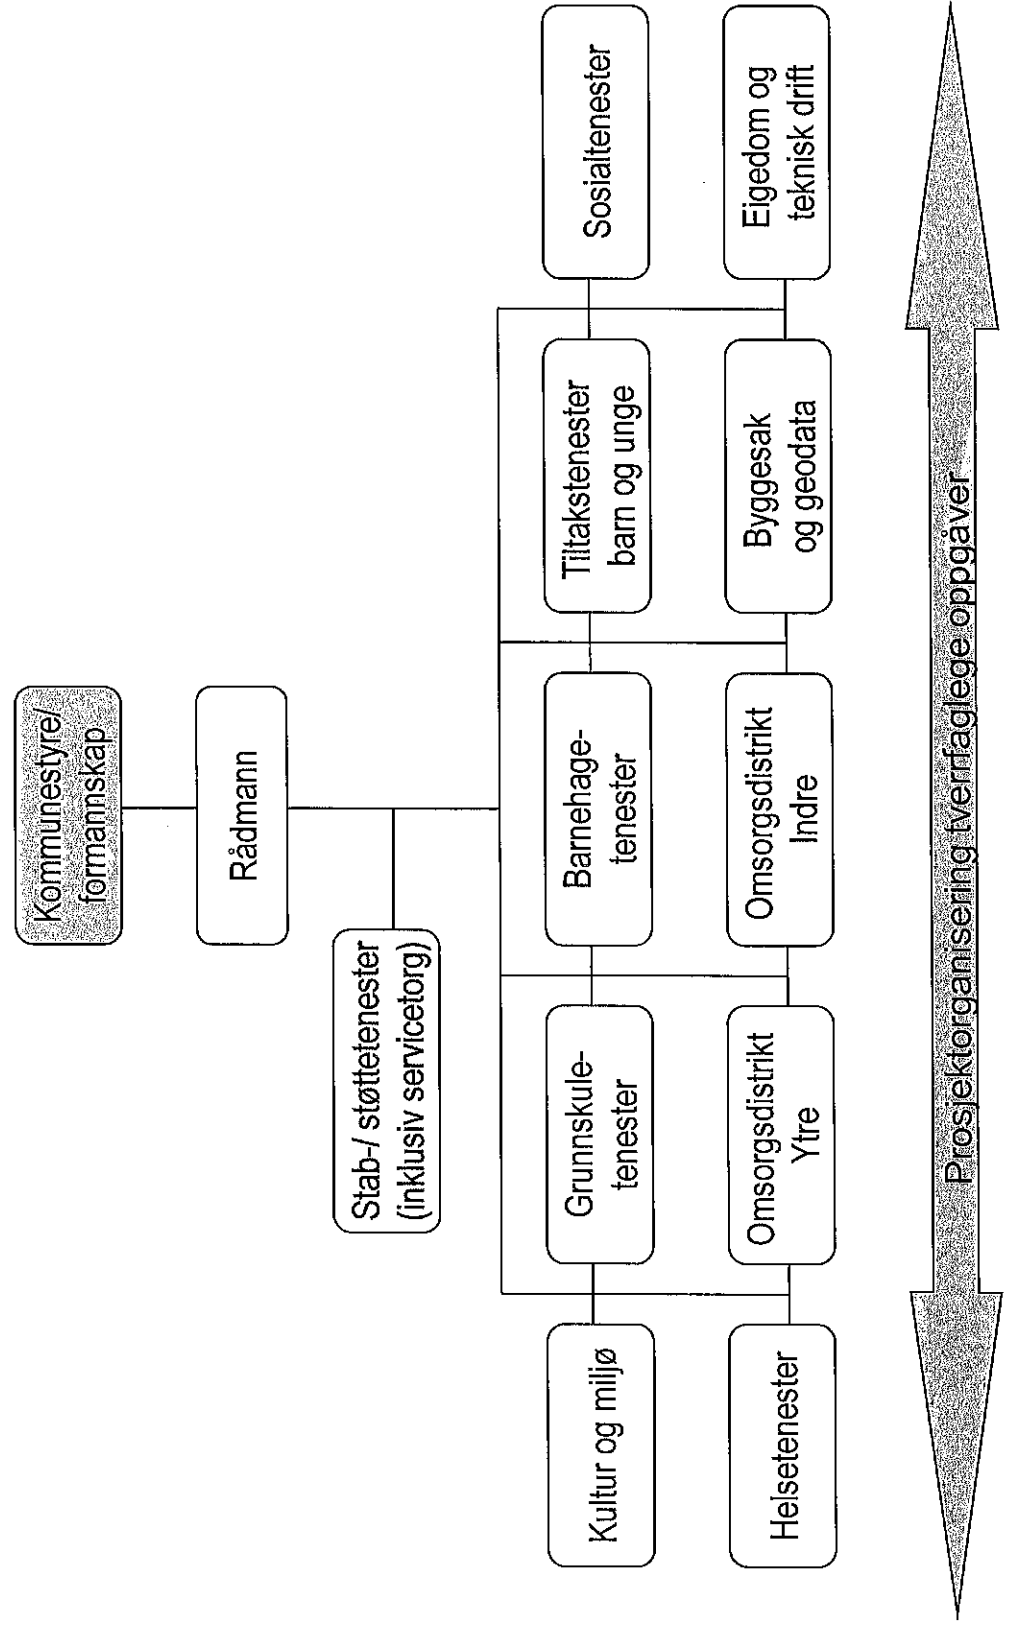 Kommunestyre/
formannskap
Rådmann
Stab-/ støttetenester
(inklusiv servicetorg)
Kultur og miljø
Grunnskule-
tenester
Barnehage-
tenester
Tiltakstenester
barn og unge
Sosialtenester
Helsetenester
Omsorgsdistrikt
Ytre
Omsorgsdistrikt
Indre
Byggesak
og geodata
Eigedom og
teknisk drift
Prosjektorganisering tverrfaglege oppgåver